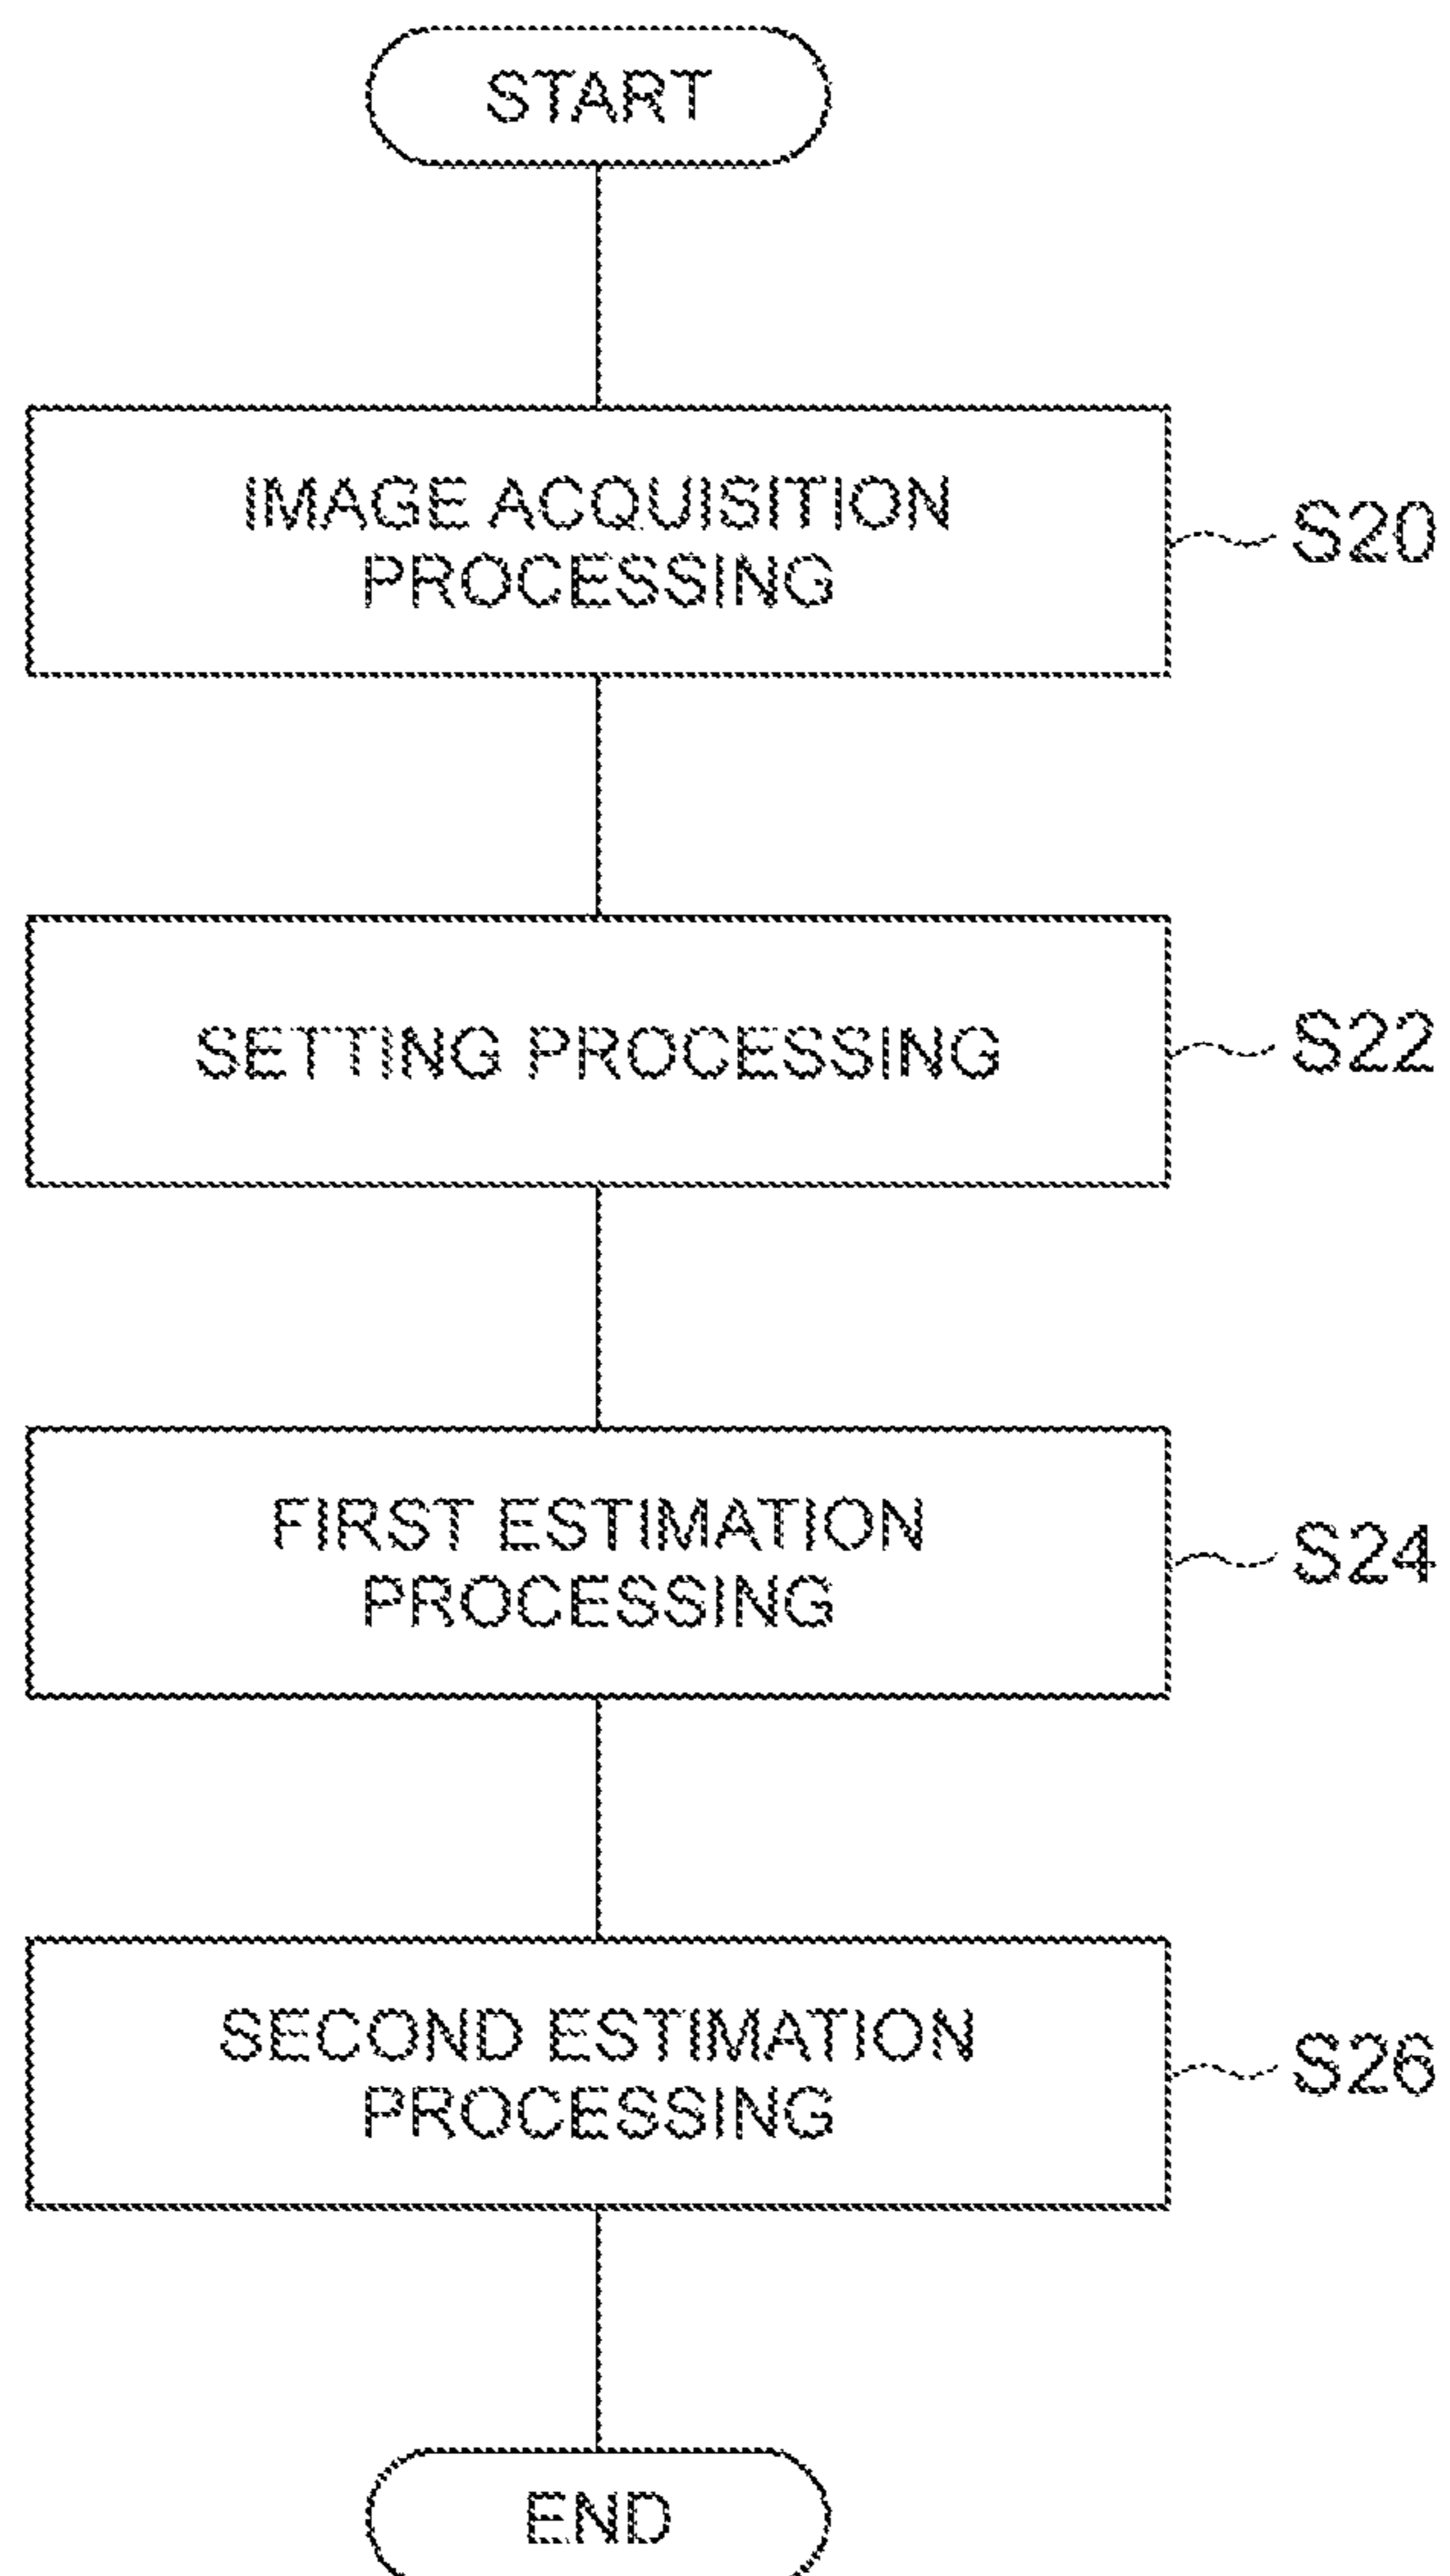 START
IMAGE ACQUISITION
PROCESSING
S20
SETTING PROCESSING
S22
FIRST ESTIMATION
PROCESSING
S24
SECOND ESTIMATION
PROCESSING
S26
END